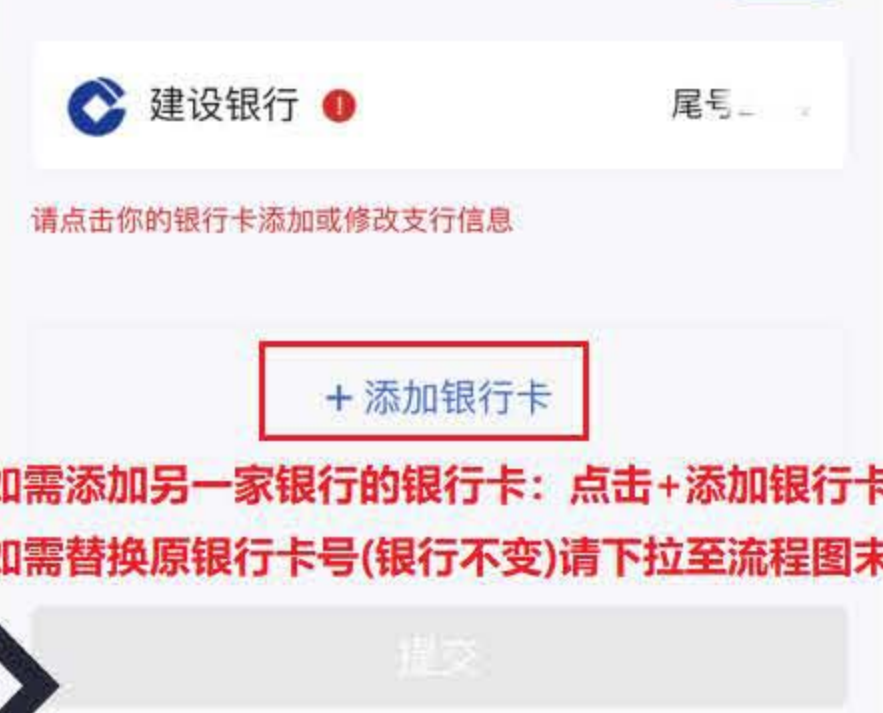 建设银行
尾号
请点击你的银行卡添加或修改支行信息
+ 添加银行卡
如需添加另一家银行的银行卡：点击+添加银行卡
如需替换原银行卡号(银行不变)请下拉至流程图末
提交